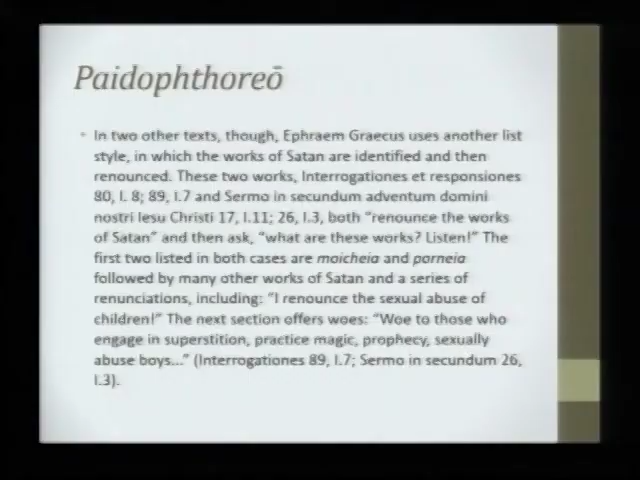 Paidophthoreō
In two other texts, though, Ephraem Graecus uses another list
style, in which the works of Satan are identified and then
renounced. These two works, Interrogationes et responsiones
80, l. 8; 89, l.7 and Sermo in secundum adventum domini
nostri Iesu Christi 17, l.11; 26, l.3, both “renounce the works
of Satan” and then ask, “what are these works? Listen!” The
first two listed in both cases are moicheia and porneia
followed by many other works of Satan and a series of
renunciations, including: “I renounce the sexual abuse of
children!” The next section offers woes: “Woe to those who
engage in superstition, practice magic, prophecy, sexually
abuse boys...” (Interrogationes 89, l.7; Sermo in secundum 26,
l.3).